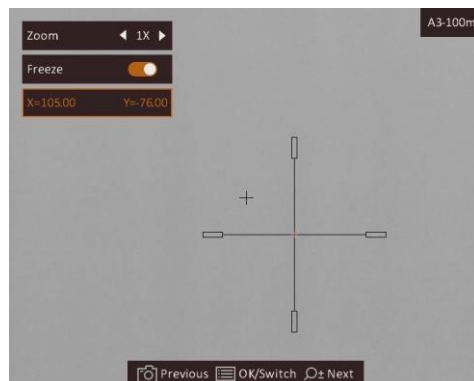 A3-100m
Zoom 1X
Freeze
X=105.00 Y=-76.00
Previous OK/Switch Next